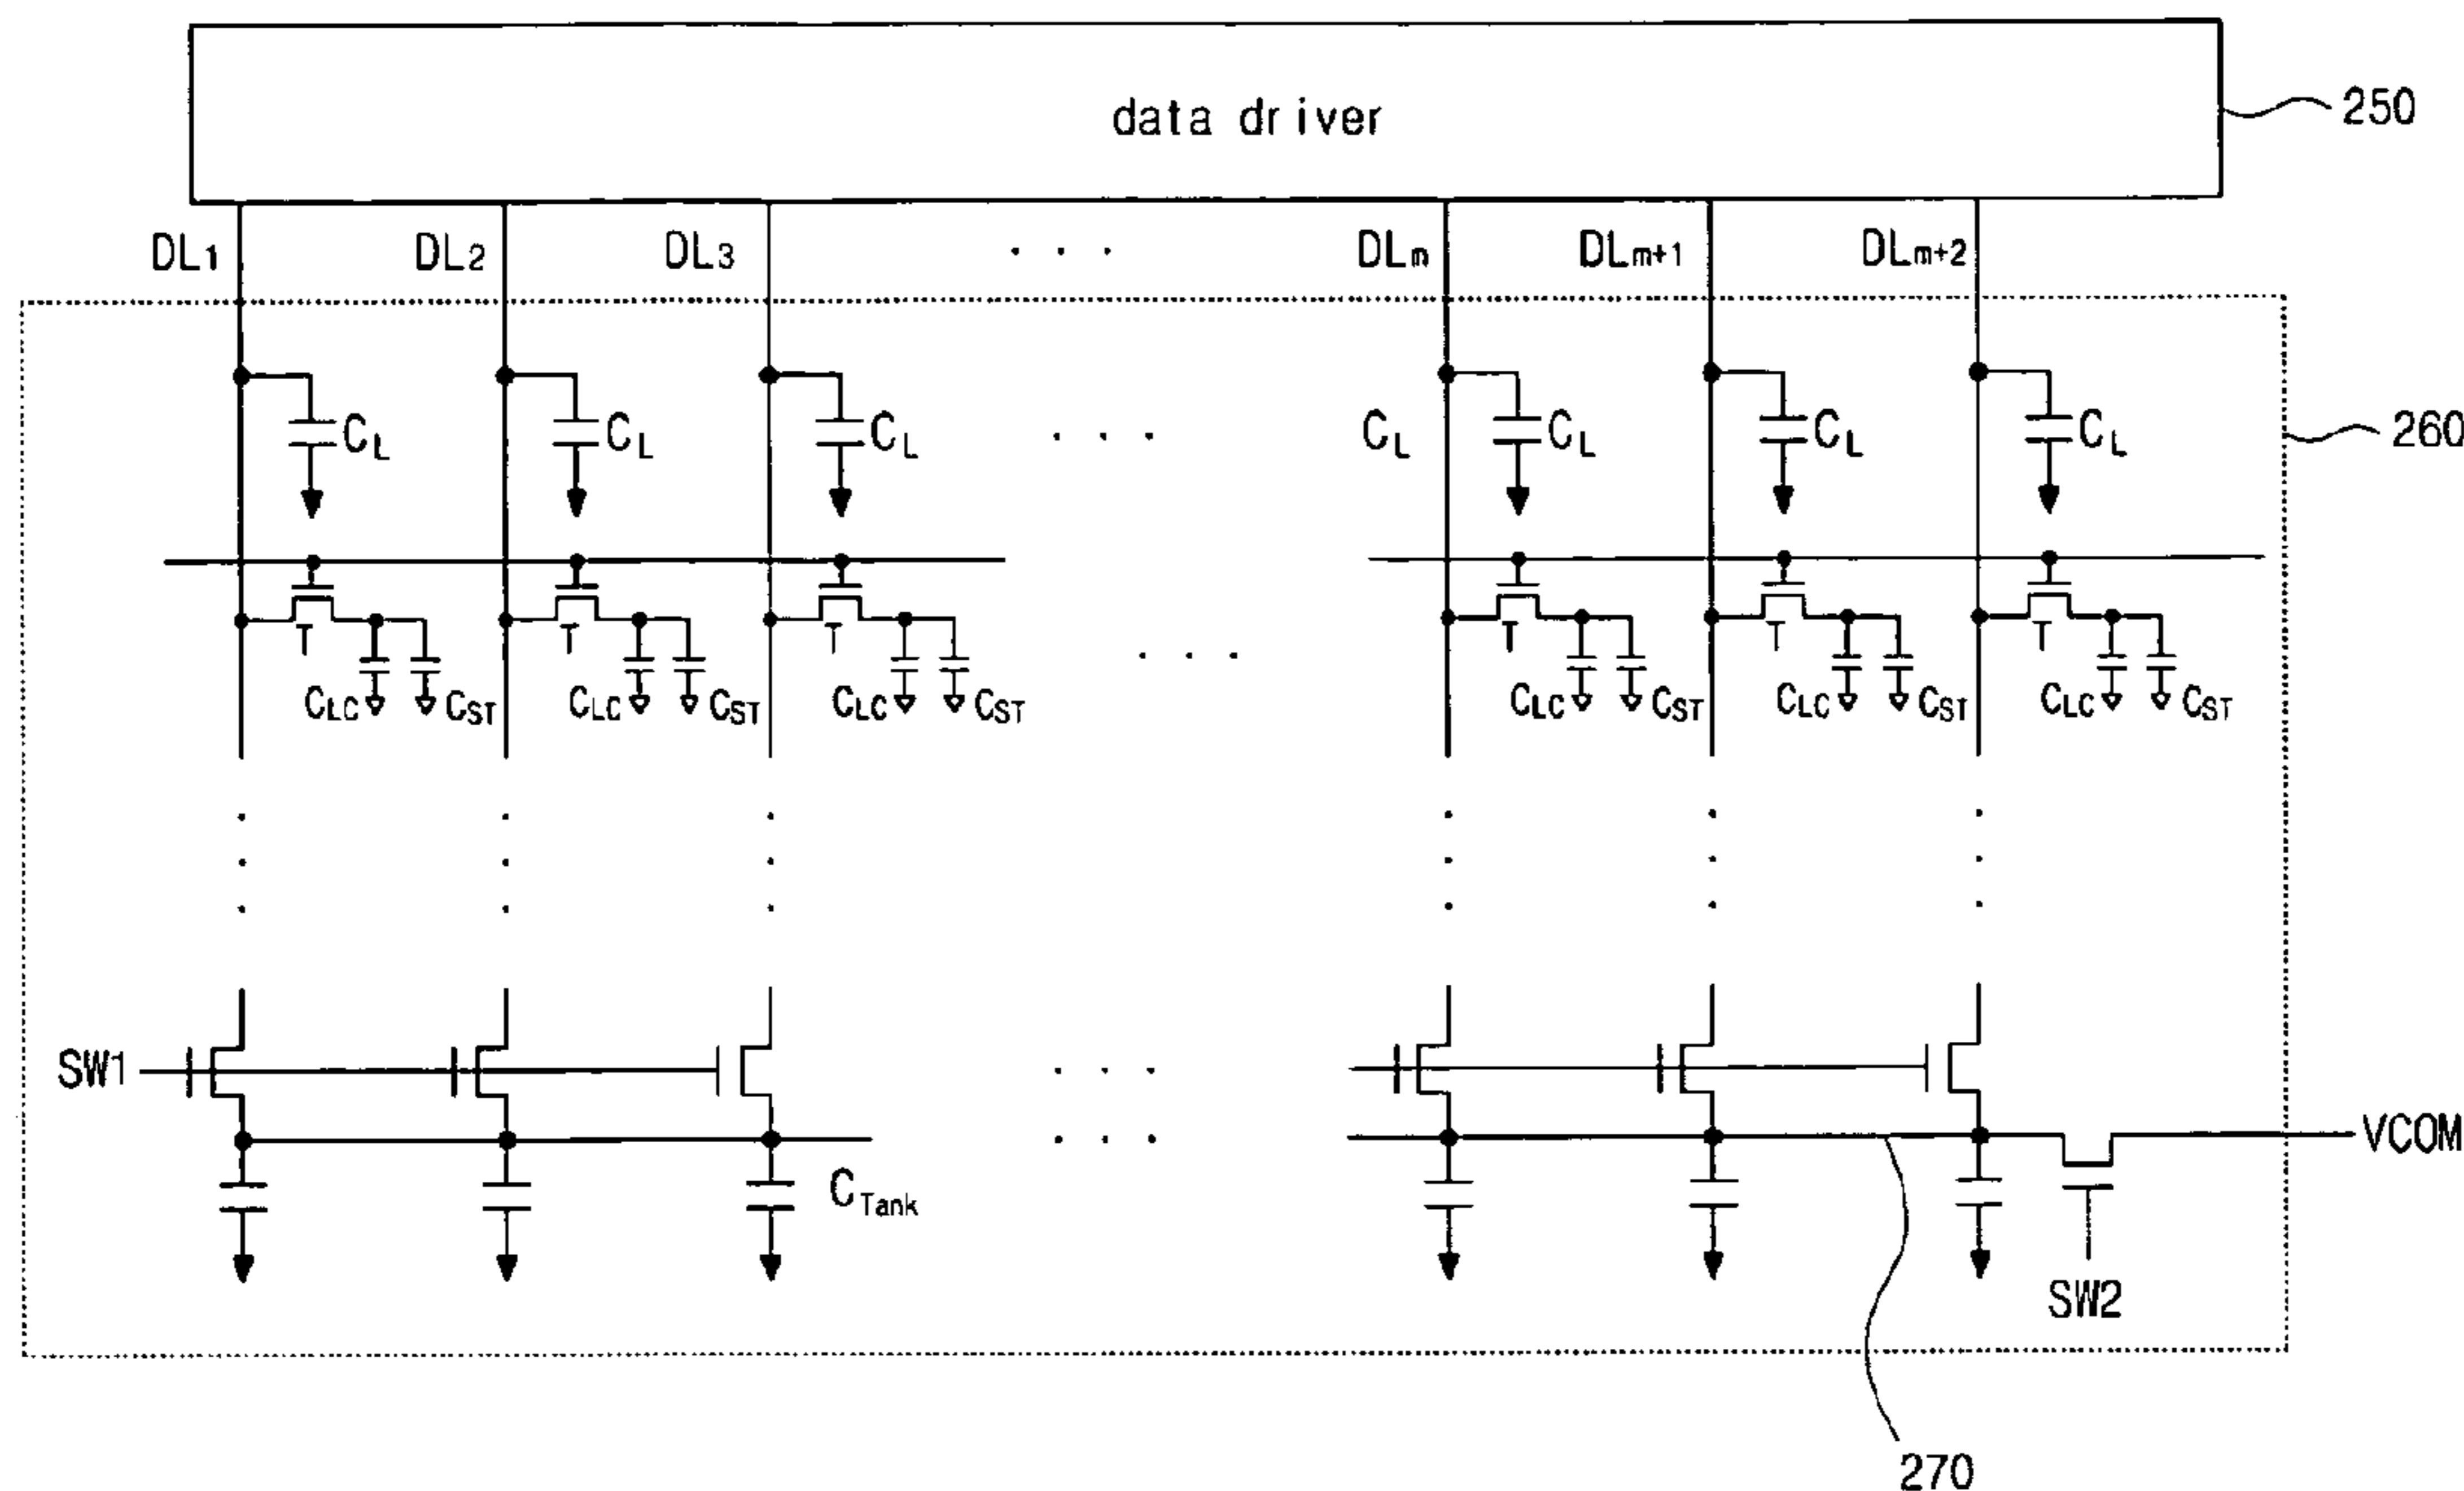 data driver
250
DL1 DL2 DL3 . . . DLm DLm+1 DLm+2
CL CL CL . . . CL CL CL CL
260
T T T . . . T T T
CLC CST CLC CST CLC CST CLC CST CLC CST CLC CST
SW1 . . .
. . . VCOM
CTank
SW2
270